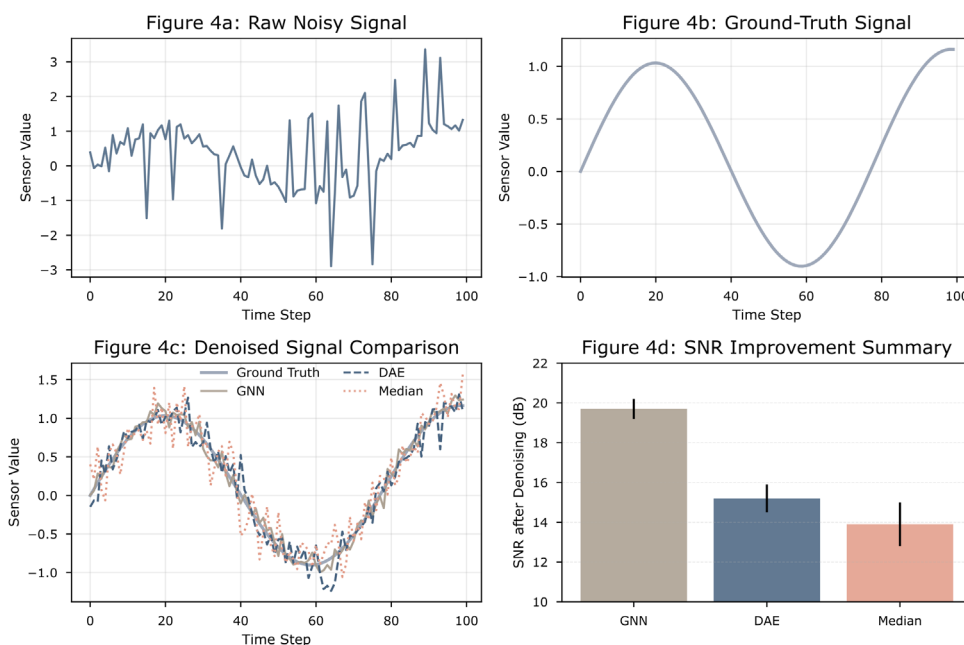 Figure 4a: Raw Noisy Signal
Sensor Value
3
2
1
0
−1
−2
−3
0 20 40 60 80 100
Time Step
Figure 4b: Ground-Truth Signal
Sensor Value
1.0
0.5
0.0
−0.5
−1.0
0 20 40 60 80 100
Time Step
Figure 4c: Denoised Signal Comparison
Ground Truth
GNN
DAE
Median
Sensor Value
1.5
1.0
0.5
0.0
−0.5
−1.0
0 20 40 60 80 100
Time Step
Figure 4d: SNR Improvement Summary
SNR after Denoising (dB)
22
20
18
16
14
12
10
GNN DAE Median